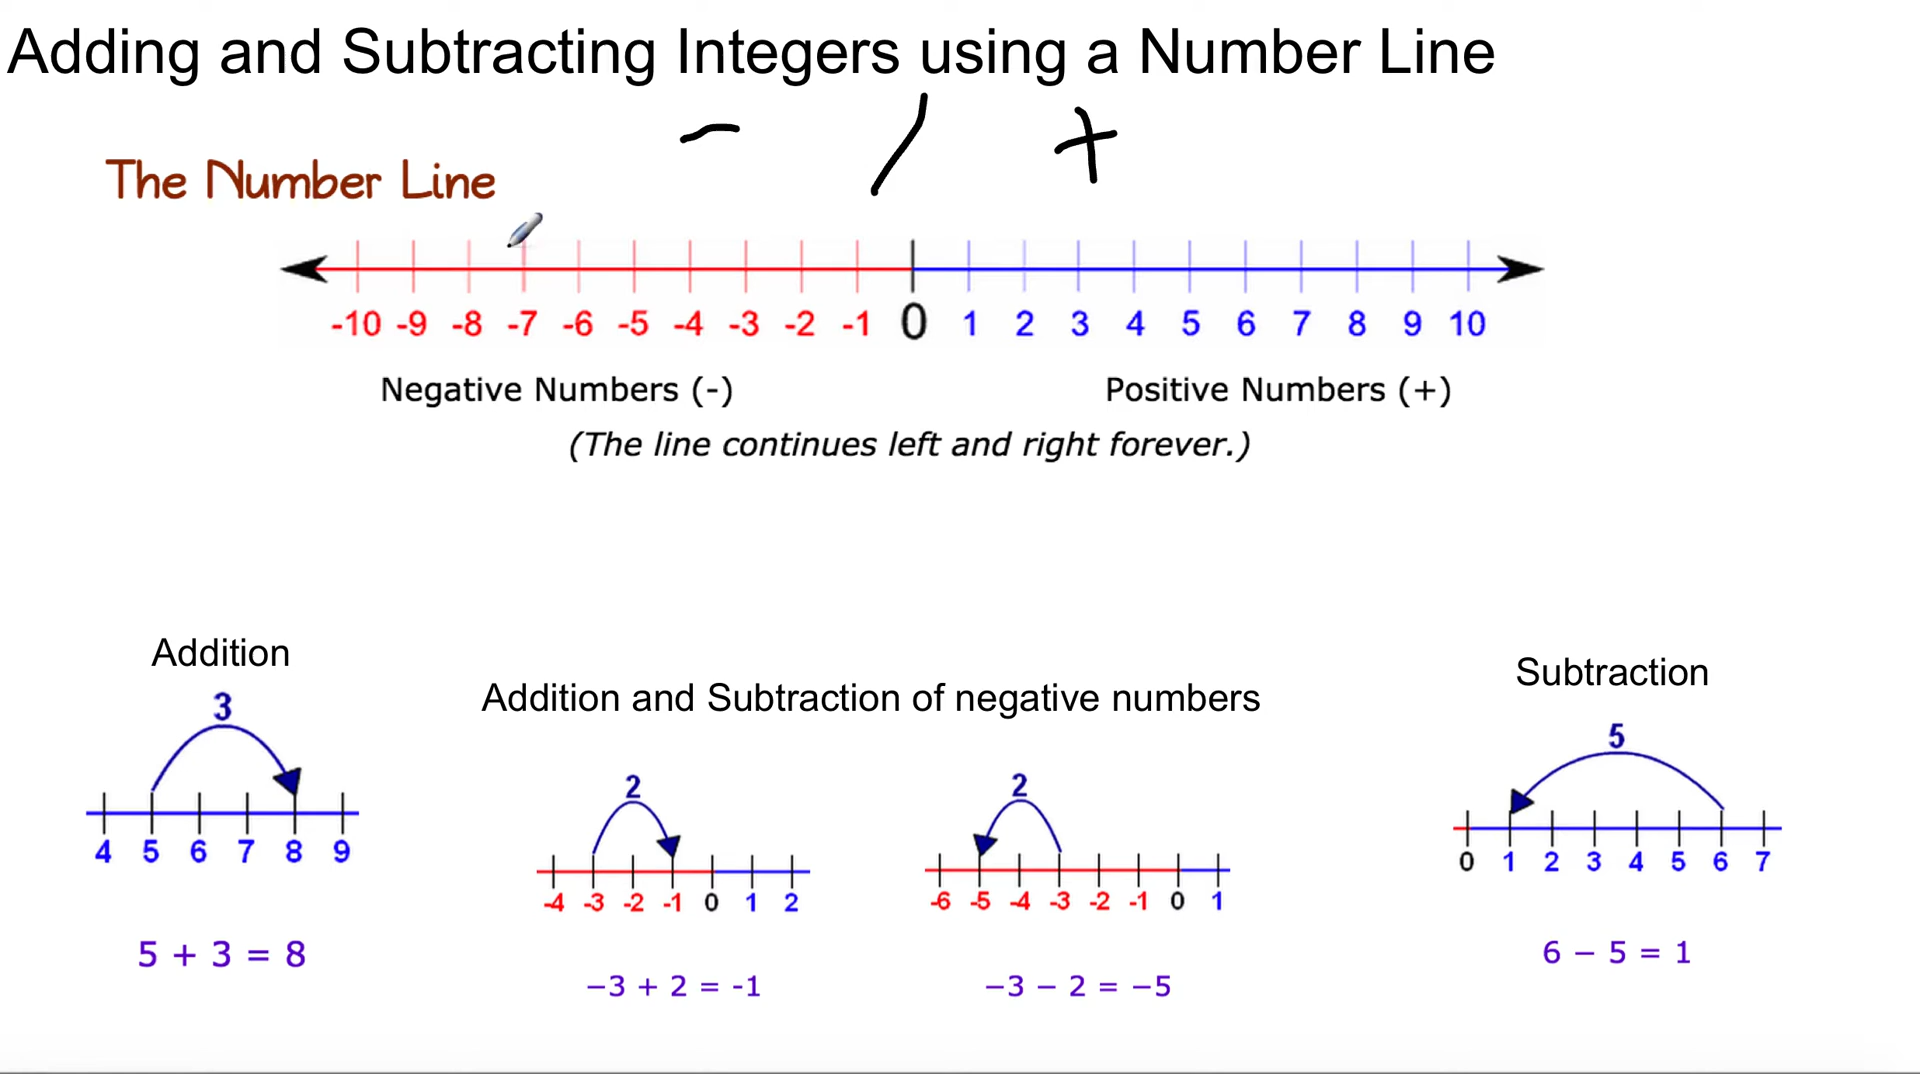 Adding and Subtracting Integers using a Number Line
- / +
The Number Line
-10 -9 -8 -7 -6 -5 -4 -3 -2 -1 0 1 2 3 4 5 6 7 8 9 10
Negative Numbers (-) Positive Numbers (+)
(The line continues left and right forever.)
Addition
3
4 5 6 7 8 9
5 + 3 = 8
Addition and Subtraction of negative numbers
2
-4 -3 -2 -1 0 1 2
−3 + 2 = -1
2
-6 -5 -4 -3 -2 -1 0 1
−3 − 2 = −5
Subtraction
5
0 1 2 3 4 5 6 7
6 − 5 = 1